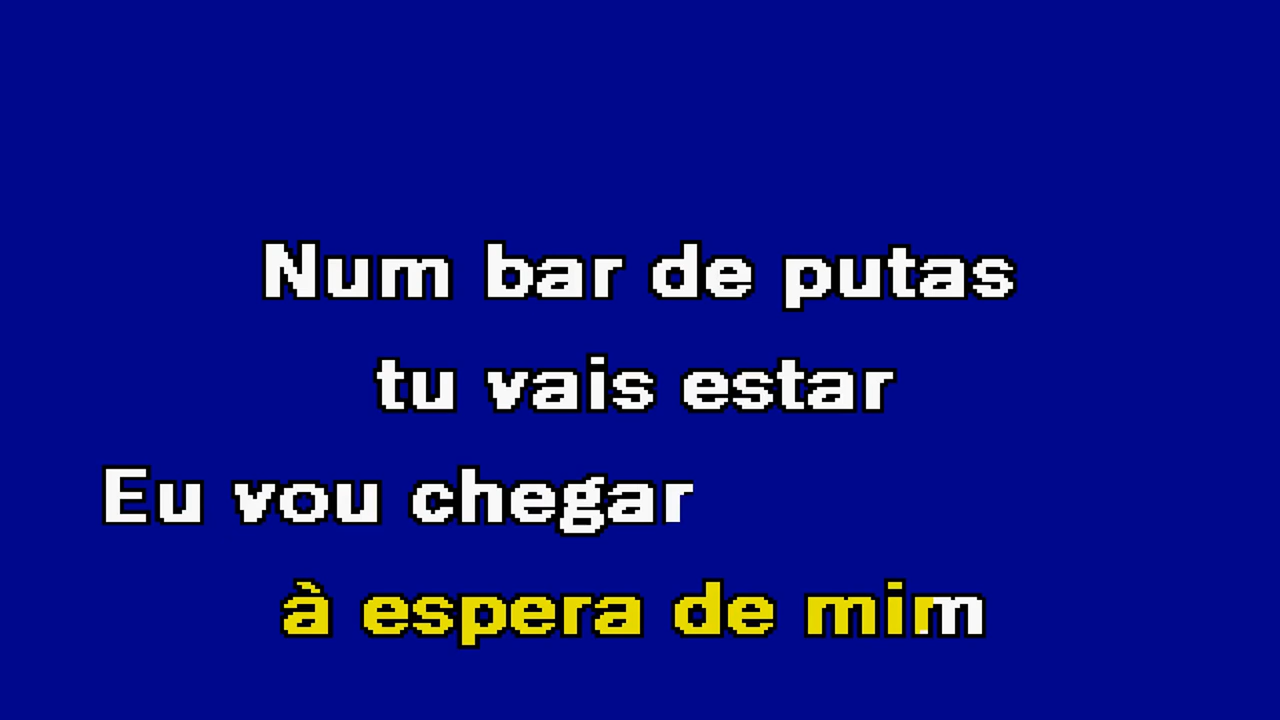 Num bar de putas
tu vais estar
Eu vou chegar
à espera de mim